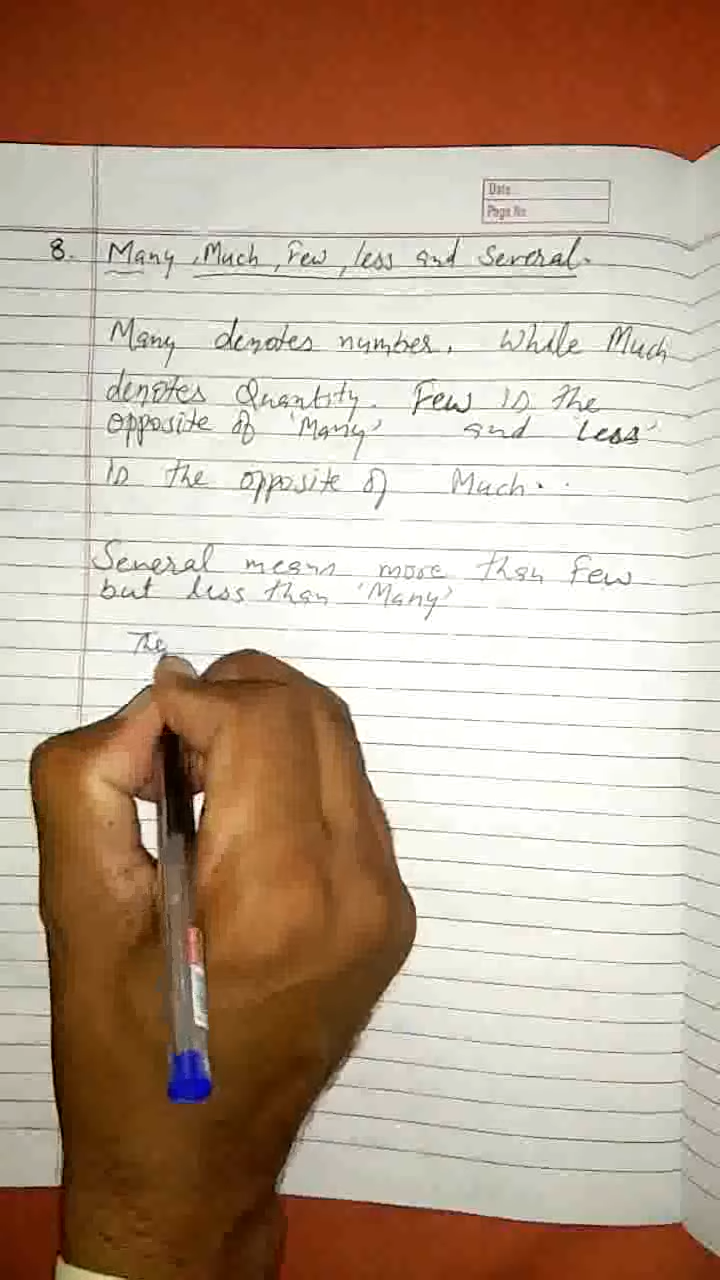 Date
Page No
8. Many, Much, Few, less and Several.
Many denotes number. While Much
denotes Quantity. Few is the
opposite of 'Many' and less'
is the opposite of Much..
Several means more than Few
but less than 'Many'
The